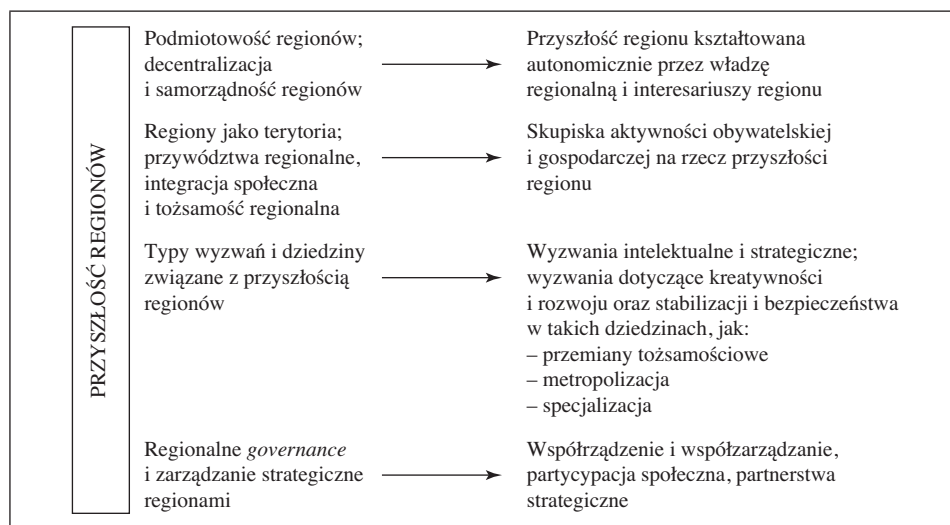 PRZYSZŁOŚĆ REGIONÓW
Podmiotowość regionów;
decentralizacja
i samorządność regionów
Przyszłość regionu kształtowana
autonomicznie przez władzę
regionalną i interesariuszy regionu
Regiony jako terytoria;
przywództwa regionalne,
integracja społeczna
i tożsamość regionalna
Skupiska aktywności obywatelskiej
i gospodarczej na rzecz przyszłości
regionu
Typy wyzwań i dziedziny
związane z przyszłością
regionów
Wyzwania intelektualne i strategiczne;
wyzwania dotyczące kreatywności
i rozwoju oraz stabilizacji i bezpieczeństwa
w takich dziedzinach, jak:
– przemiany tożsamościowe
– metropolizacja
– specjalizacja
Regionalne governance
i zarządzanie strategiczne
regionami
Współrządzenie i współzarządzanie,
partycypacja społeczna, partnerstwa
strategiczne